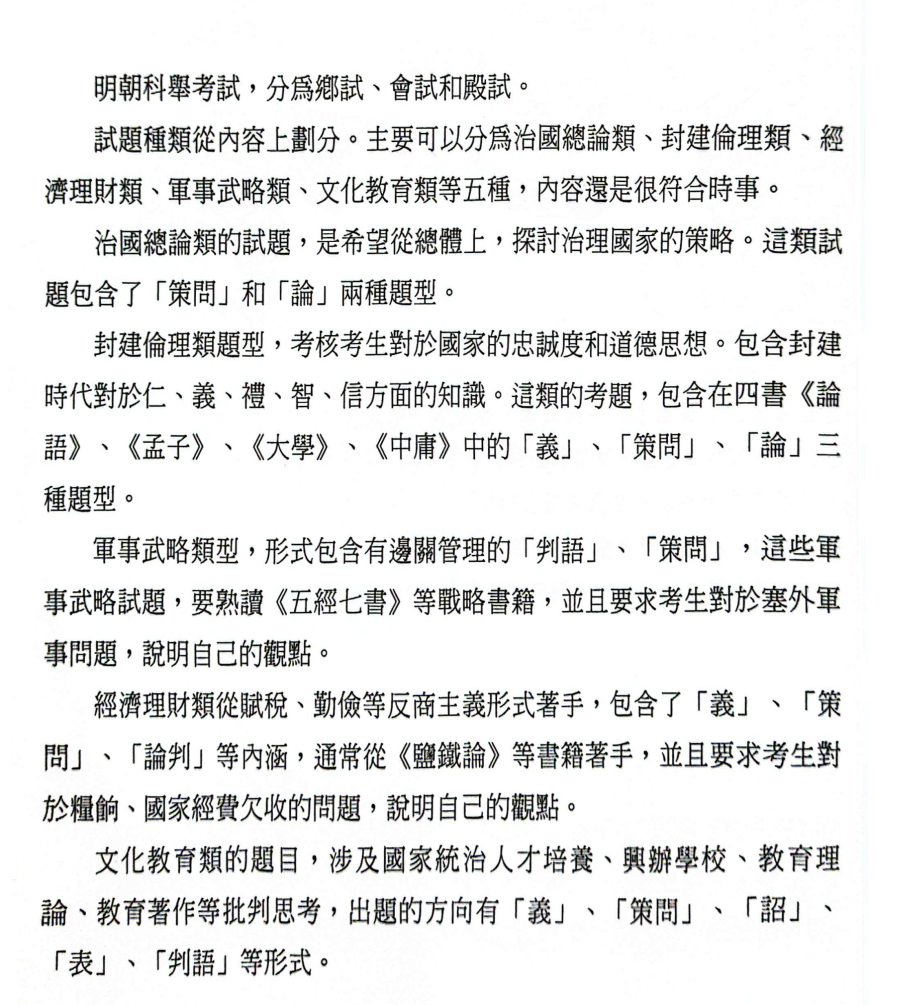 明朝科舉考試，分爲鄉試、會試和殿試。
試題種類從內容上劃分。主要可以分爲治國總論類、封建倫理類、經
濟理財類、軍事武略類、文化教育類等五種，內容還是很符合時事。
治國總論類的試題，是希望從總體上，探討治理國家的策略。這類試
題包含了「策問」和「論」兩種題型。
封建倫理類題型，考核考生對於國家的忠誠度和道德思想。包含封建
時代對於仁、義、禮、智、信方面的知識。這類的考題，包含在四書《論
語》、《孟子》、《大學》、《中庸》中的「義」、「策問」、「論」三
種題型。
軍事武略類型，形式包含有邊關管理的「判語」、「策問」，這些軍
事武略試題，要熟讀《五經七書》等戰略書籍，並且要求考生對於塞外軍
事問題，說明自己的觀點。
經濟理財類從賦稅、勤儉等反商主義形式著手，包含了「義」、「策
問」、「論判」等內涵，通常從《鹽鐵論》等書籍著手，並且要求考生對
於糧餉、國家經費欠收的問題，說明自己的觀點。
文化教育類的題目，涉及國家統治人才培養、興辦學校、教育理
論、教育著作等批判思考，出題的方向有「義」、「策問」、「詔」、
「表」、「判語」等形式。